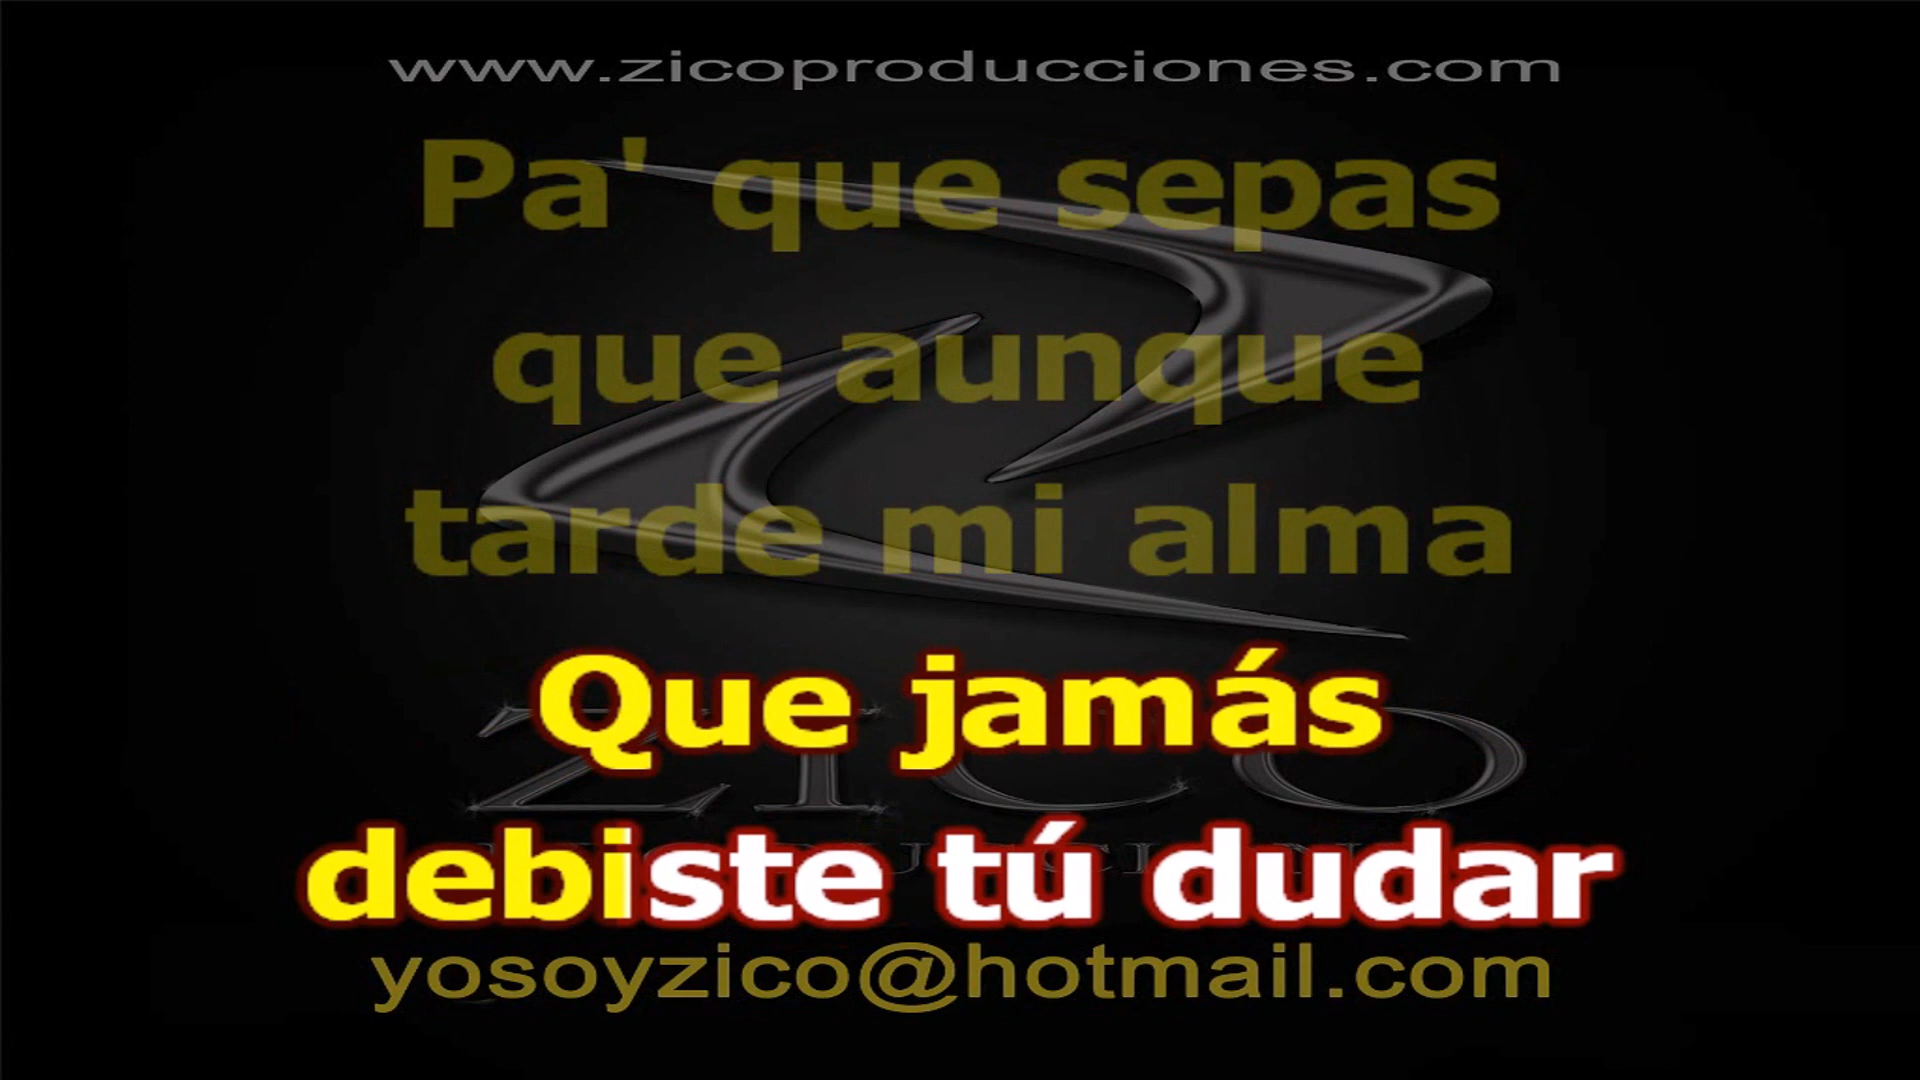 www.zicoproducciones.com
Pa' que sepas
que aunque
tarde mi alma
Que jamás
ZICO
debiste tú dudar
yosoyzico@hotmail.com